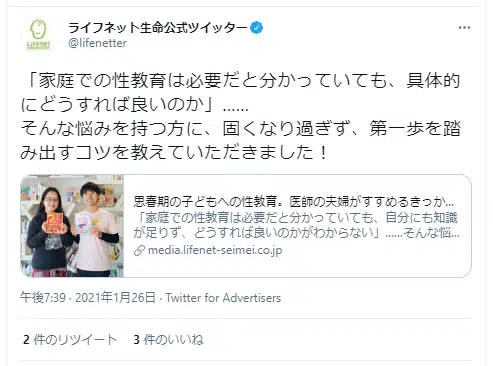 ライフネット生命公式ツイッター
@lifenetter
LIFENET
「家庭での性教育は必要だと分かっていても、具体的
にどうすれば良いのか」......
そんな悩みを持つ方に、固くなり過ぎず、第一歩を踏
み出すコツを教えていただきました！
思春期の子どもへの性教育。医師の夫婦がすすめるきっか...
「家庭での性教育は必要だと分かっていても、自分にも知識
が足りず、どうすれば良いのかがわからない」......そんな悩...
media.lifenet-seimei.co.jp
午後7:39 · 2021年1月26日 · Twitter for Advertisers
2 件のリツイート 3 件のいいね